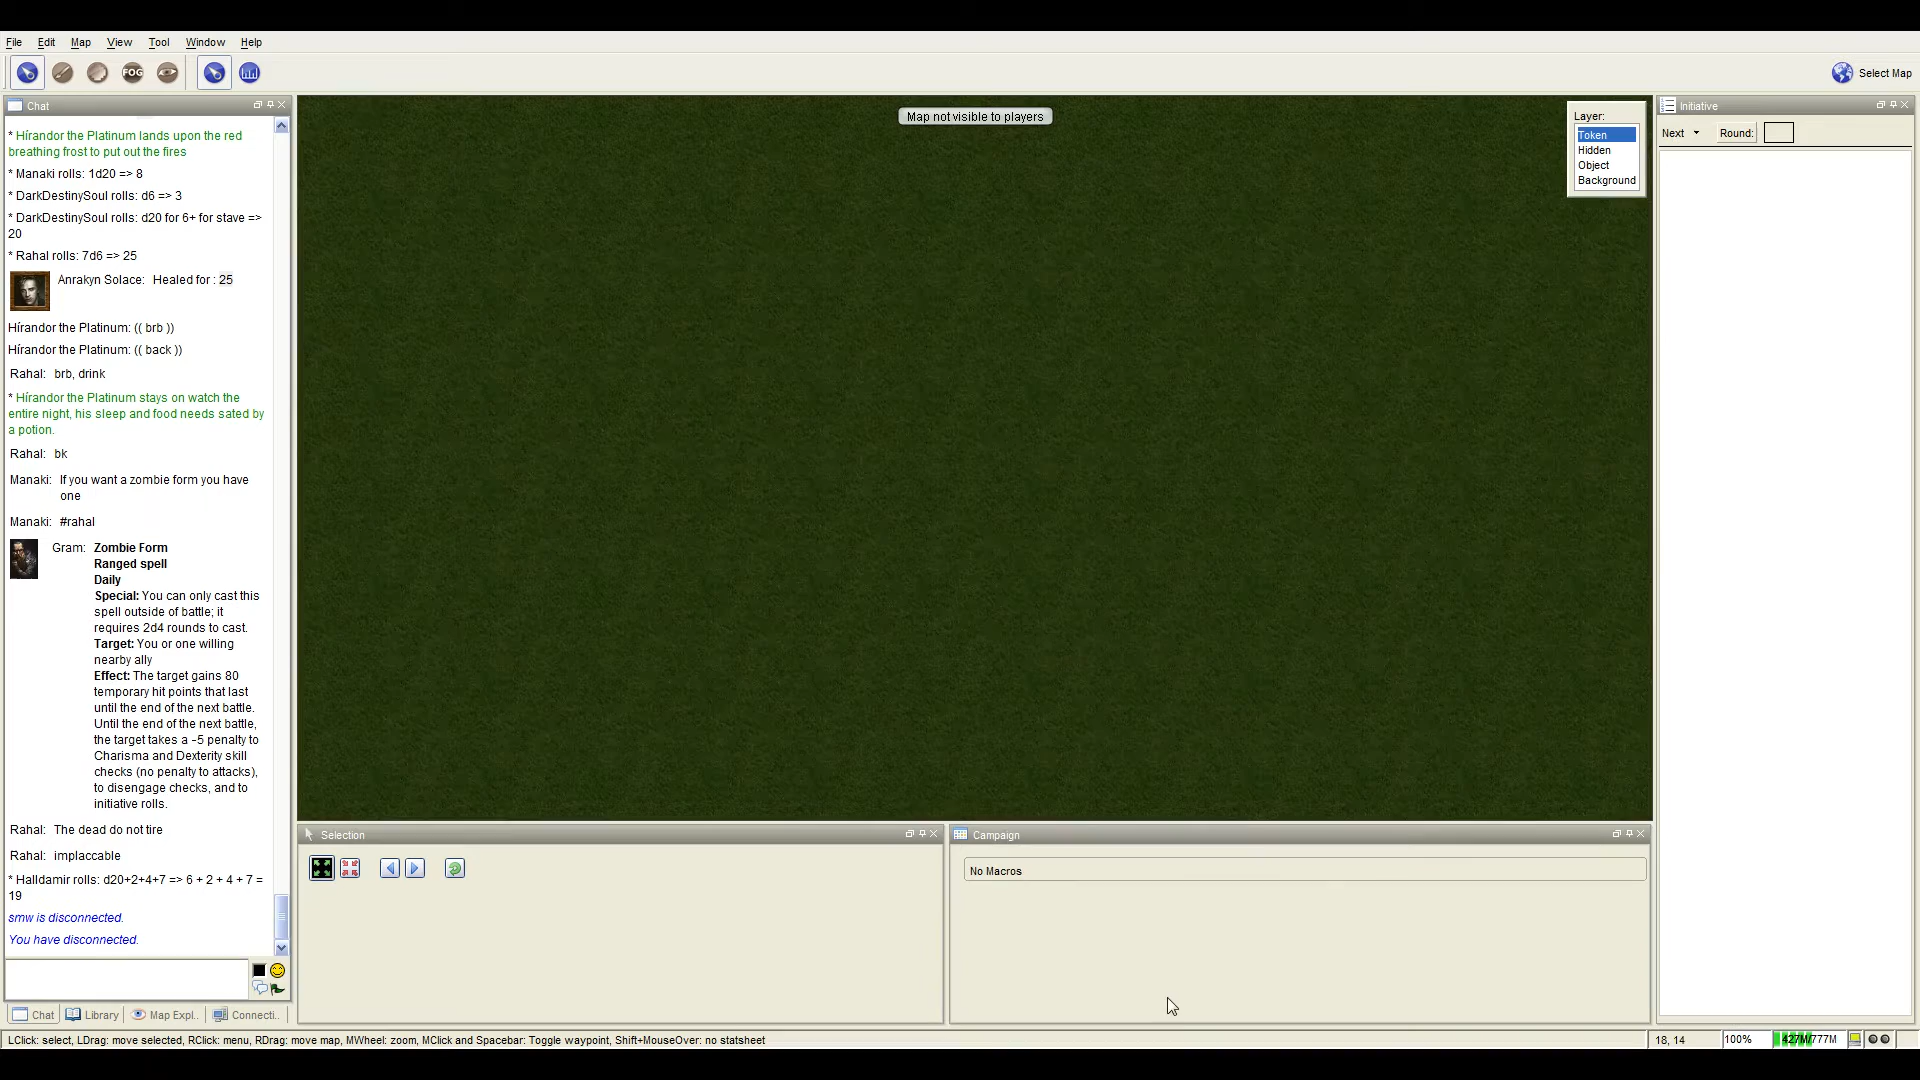 File Edit Map View Tool Window Help
FOG
Select Map
Chat
* Hírandor the Platinum lands upon the red
breathing frost to put out the fires
* Manaki rolls: 1d20 => 8
* DarkDestinySoul rolls: d6 => 3
* DarkDestinySoul rolls: d20 for 6+ for stave =>
20
* Rahal rolls: 7d6 => 25
Anrakyn Solace: Healed for : 25
Hírandor the Platinum: (( brb ))
Hírandor the Platinum: (( back ))
Rahal: brb, drink
* Hírandor the Platinum stays on watch the
entire night, his sleep and food needs sated by
a potion.
Rahal: bk
Manaki: If you want a zombie form you have
one
Manaki: #rahal
Gram: Zombie Form
Ranged spell
Daily
Special: You can only cast this
spell outside of battle; it
requires 2d4 rounds to cast.
Target: You or one willing
nearby ally
Effect: The target gains 80
temporary hit points that last
until the end of the next battle.
Until the end of the next battle,
the target takes a -5 penalty to
Charisma and Dexterity skill
checks (no penalty to attacks),
to disengage checks, and to
initiative rolls.
Rahal: The dead do not tire
Rahal: implaccable
* Halldamir rolls: d20+2+4+7 => 6 + 2 + 4 + 7 =
19
smw is disconnected.
You have disconnected.
Chat Library Map Expl.. Connecti..
Map not visible to players
Layer:
Token
Hidden
Object
Background
Initiative
Next Round:
Selection
Campaign
No Macros
LClick: select, LDrag: move selected, RClick: menu, RDrag: move map, MWheel: zoom, MClick and Spacebar: Toggle waypoint, Shift+MouseOver: no statsheet
18, 14
100%
427M/777M